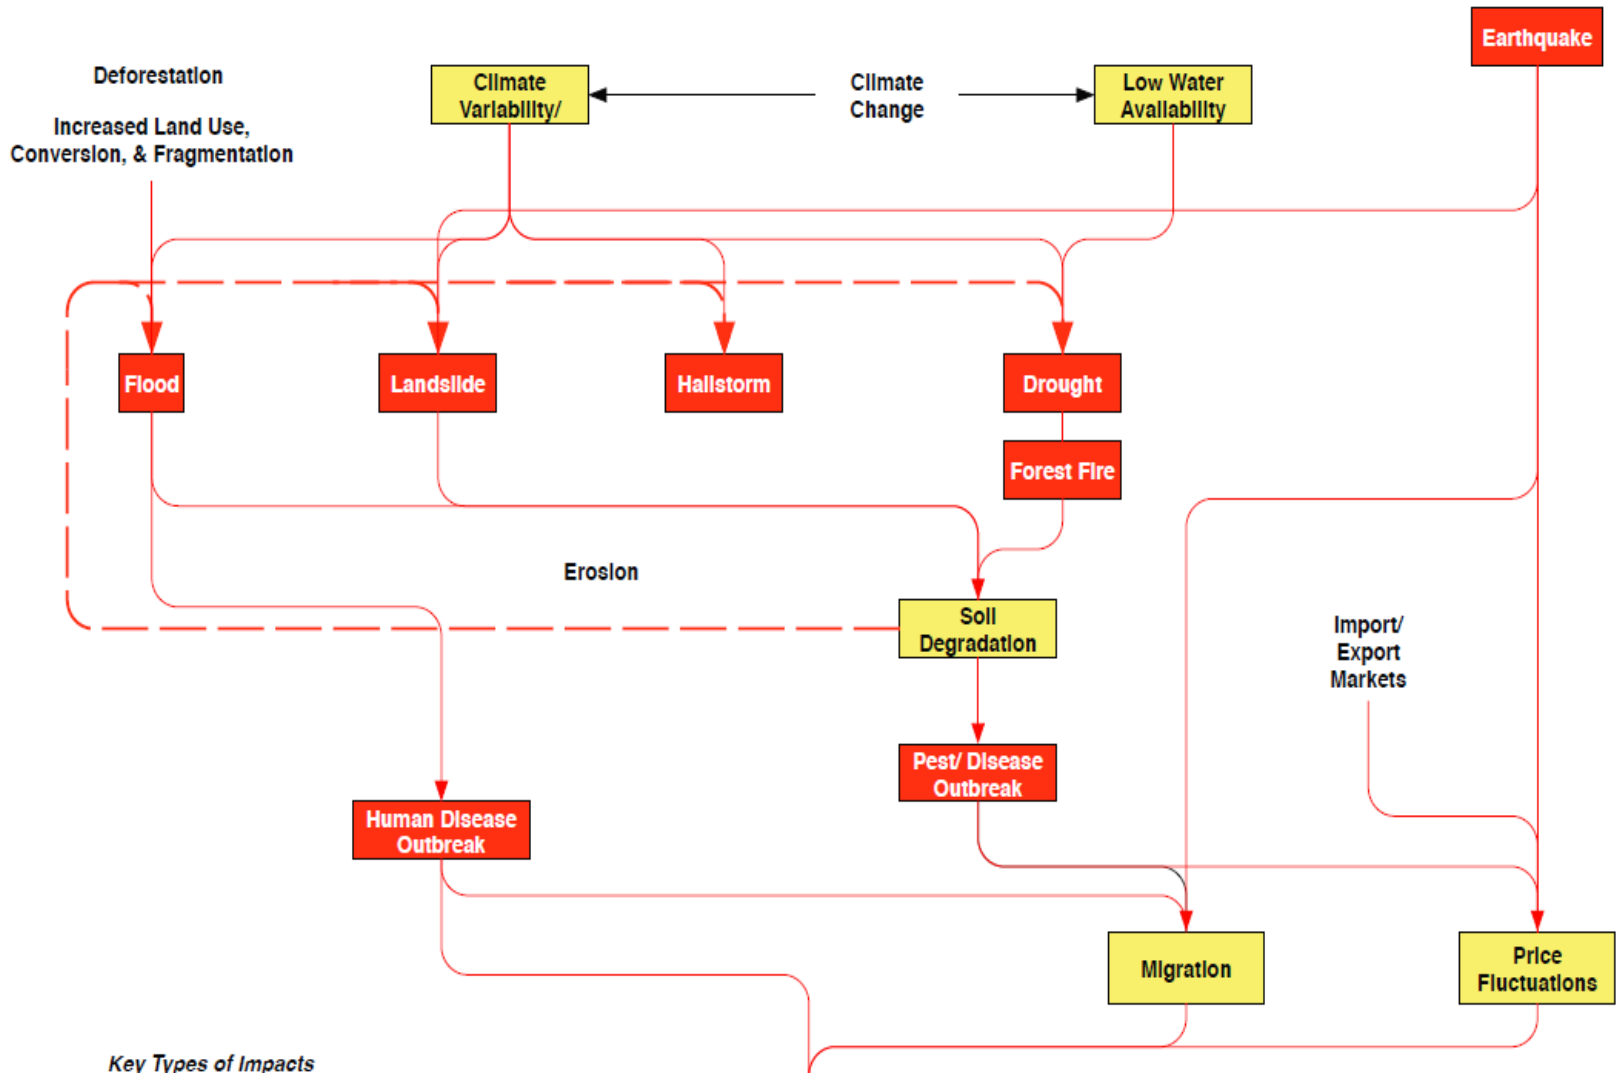 Earthquake
Deforestation
Climate
Variability/
Climate
Change
Low Water
Availability
Increased Land Use,
Conversion, & Fragmentation
Flood
Landslide
Hailstorm
Drought
Forest Fire
Erosion
Soil
Degradation
Import/
Export
Markets
Pest/ Disease
Outbreak
Human Disease
Outbreak
Migration
Price
Fluctuations
Key Types of Impacts